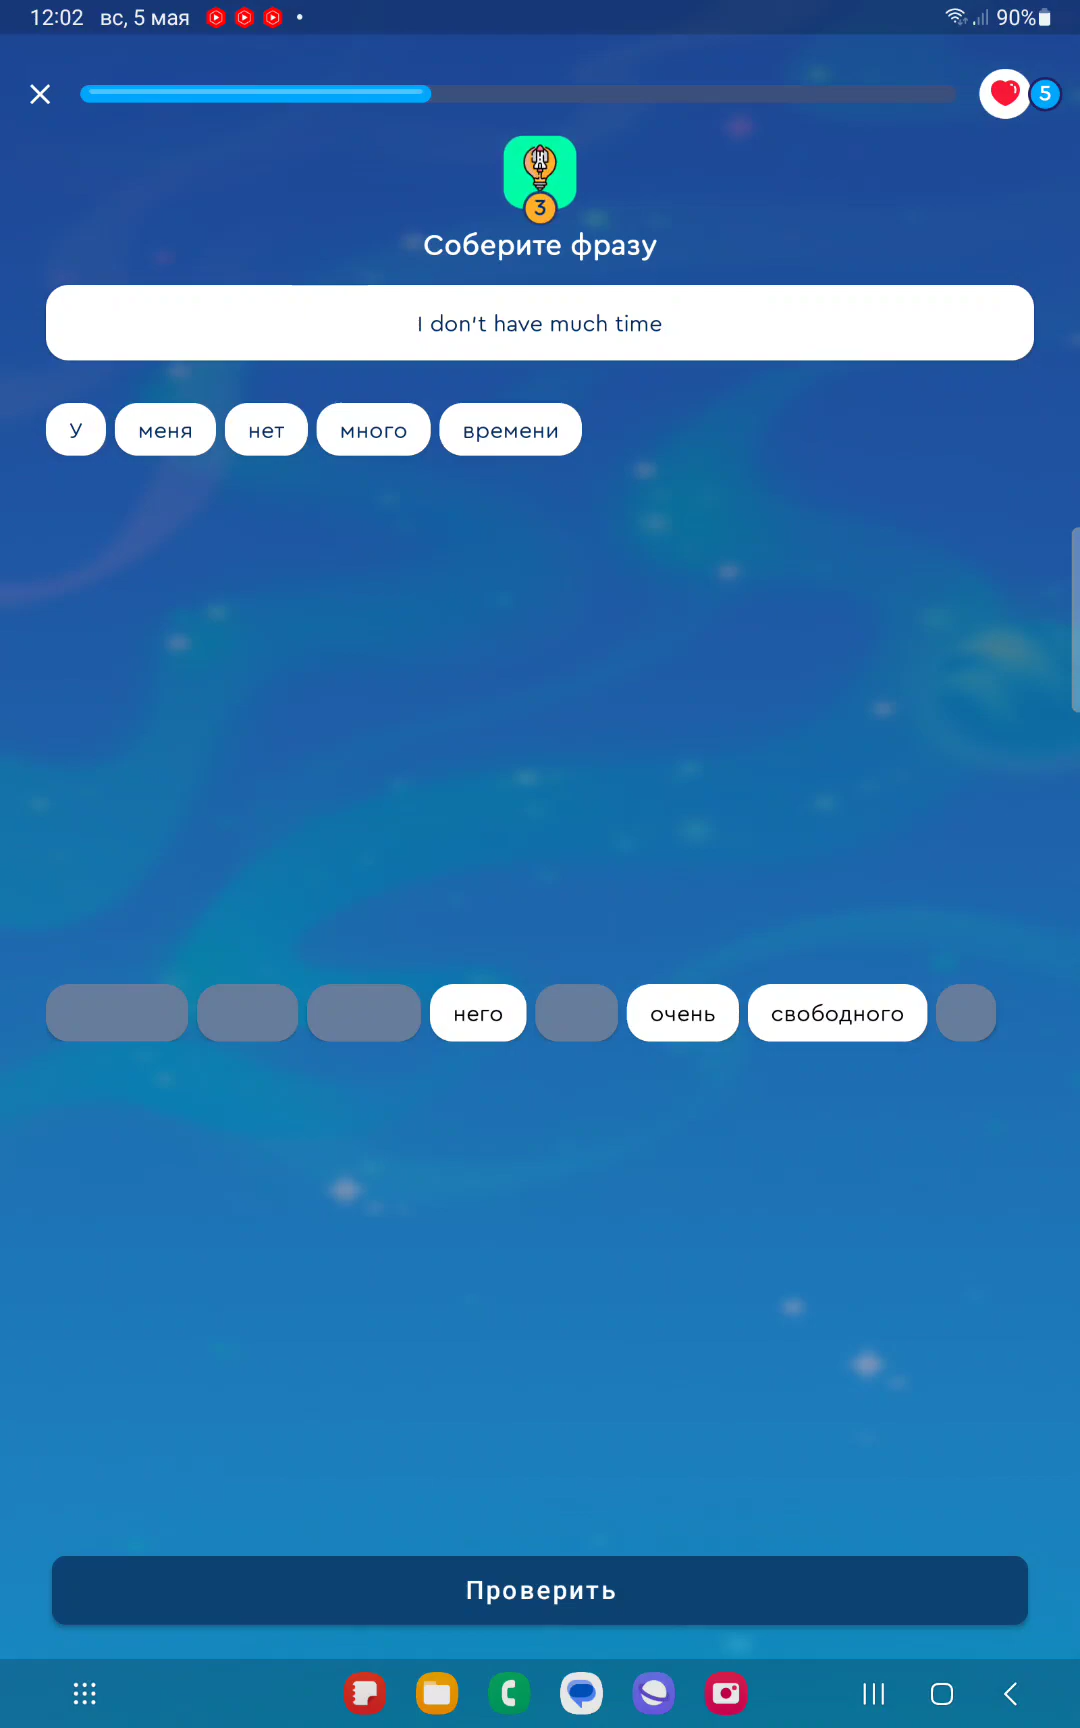 12:02 вс, 5 мая 90%
5
3
Соберите фразу
I don't have much time
У меня нет много времени
него очень свободного
Проверить